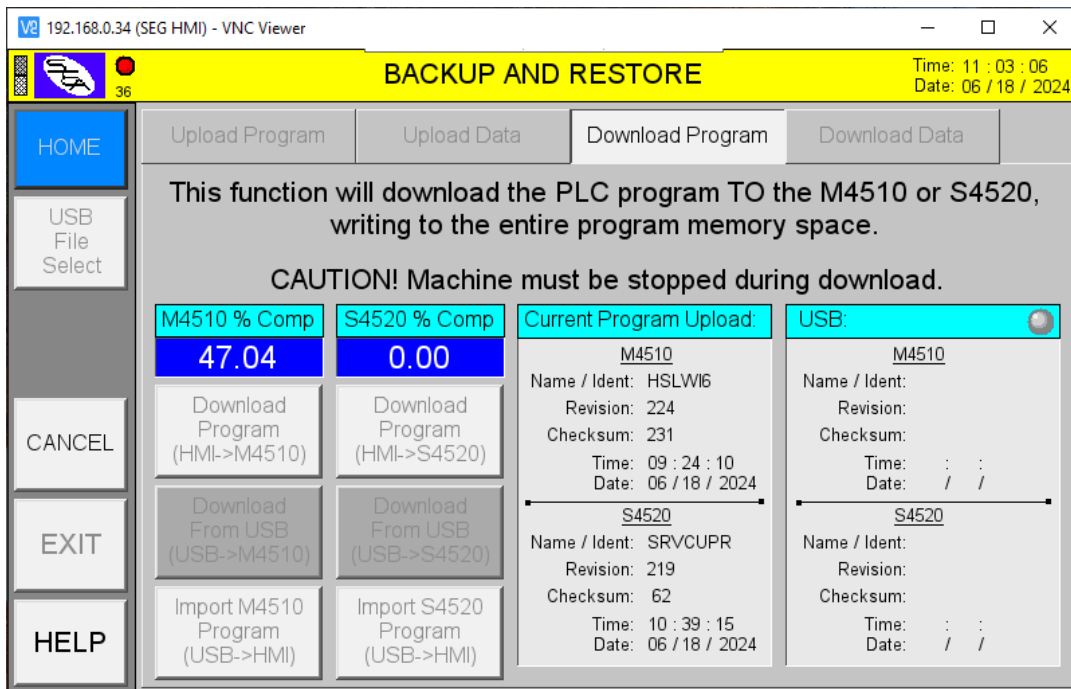 192.168.0.34 (SEG HMI) - VNC Viewer
36
BACKUP AND RESTORE
Time: 11 : 03 : 06
Date: 06 / 18 / 2024
HOME
USB
File
Select
CANCEL
EXIT
HELP
Upload Program
Upload Data
Download Program
Download Data
This function will download the PLC program TO the M4510 or S4520,
writing to the entire program memory space.
CAUTION! Machine must be stopped during download.
M4510 % Comp
47.04
Download
Program
(HMI->M4510)
Download
From USB
(USB->M4510)
Import M4510
Program
(USB->HMI)
S4520 % Comp
0.00
Download
Program
(HMI->S4520)
Download
From USB
(USB->S4520)
Import S4520
Program
(USB->HMI)
Current Program Upload:
M4510
Name / Ident: HSLWI6
Revision: 224
Checksum: 231
Time: 09 : 24 : 10
Date: 06 / 18 / 2024
S4520
Name / Ident: SRVCUPR
Revision: 219
Checksum: 62
Time: 10 : 39 : 15
Date: 06 / 18 / 2024
USB:
M4510
Name / Ident:
Revision:
Checksum:
Time: : :
Date: / /
S4520
Name / Ident:
Revision:
Checksum:
Time: : :
Date: / /